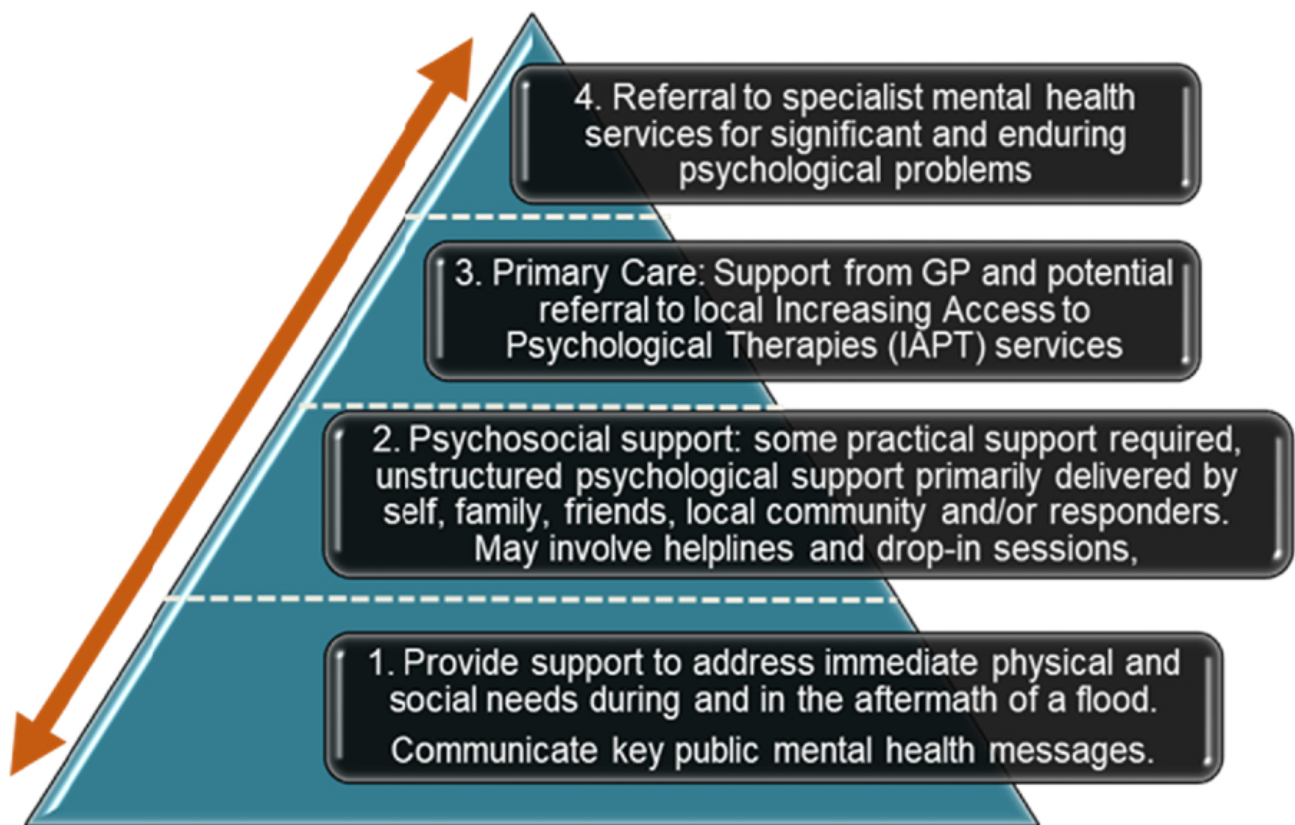 4. Referral to specialist mental health
services for significant and enduring
psychological problems
3. Primary Care: Support from GP and potential
referral to local Increasing Access to
Psychological Therapies (IAPT) services
2. Psychosocial support: some practical support required,
unstructured psychological support primarily delivered by
self, family, friends, local community and/or responders.
May involve helplines and drop-in sessions,
1. Provide support to address immediate physical and
social needs during and in the aftermath of a flood.
Communicate key public mental health messages.